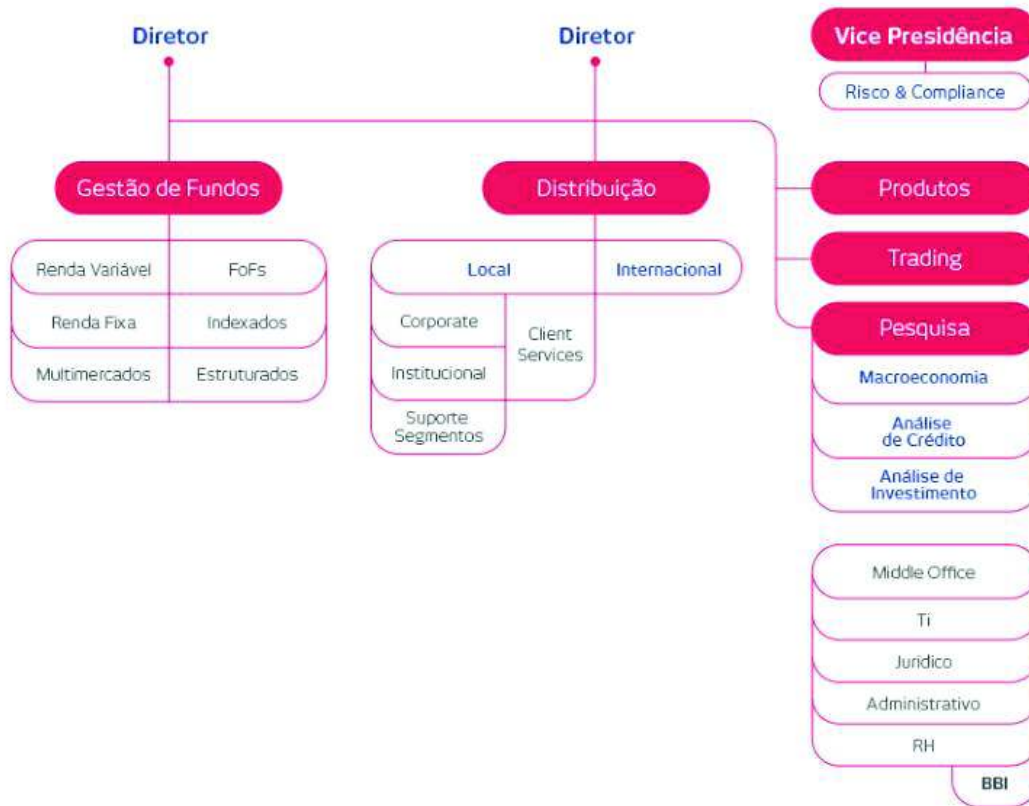 Diretor
Diretor
Vice Presidência
Risco & Compliance
Gestão de Fundos
Distribuição
Produtos
Renda Variável
FoFs
Local
Internacional
Trading
Renda Fixa
Indexados
Corporate
Client
Services
Pesquisa
Multimercados
Estruturados
Institucional
Macroeconomia
Suporte
Segmentos
Análise
de Crédito
Análise de
Investimento
Middle Office
Ti
Jurídico
Administrativo
RH
BBI